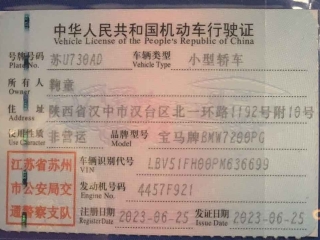 中华人民共和国机动车行驶证
Vehicle License of the People's Republic of China
号牌号码 苏U730AD 车辆类型 小型轿车
Plate No. Vehicle Type
所有人 鞠童
Owner
住址 陕西省汉中市汉台区北一环路1192号附10号
Address
使用性质 非营运 品牌型号 宝马牌BMW7200PG
Use Character Model
江苏省苏州市公安局交通警察支队
车辆识别代号 LBV51FH00PM636699
VIN
发动机号码 4457F921
Engine No.
注册日期 2023-06-25 发证日期 2023-06-25
Register Date Issue Date